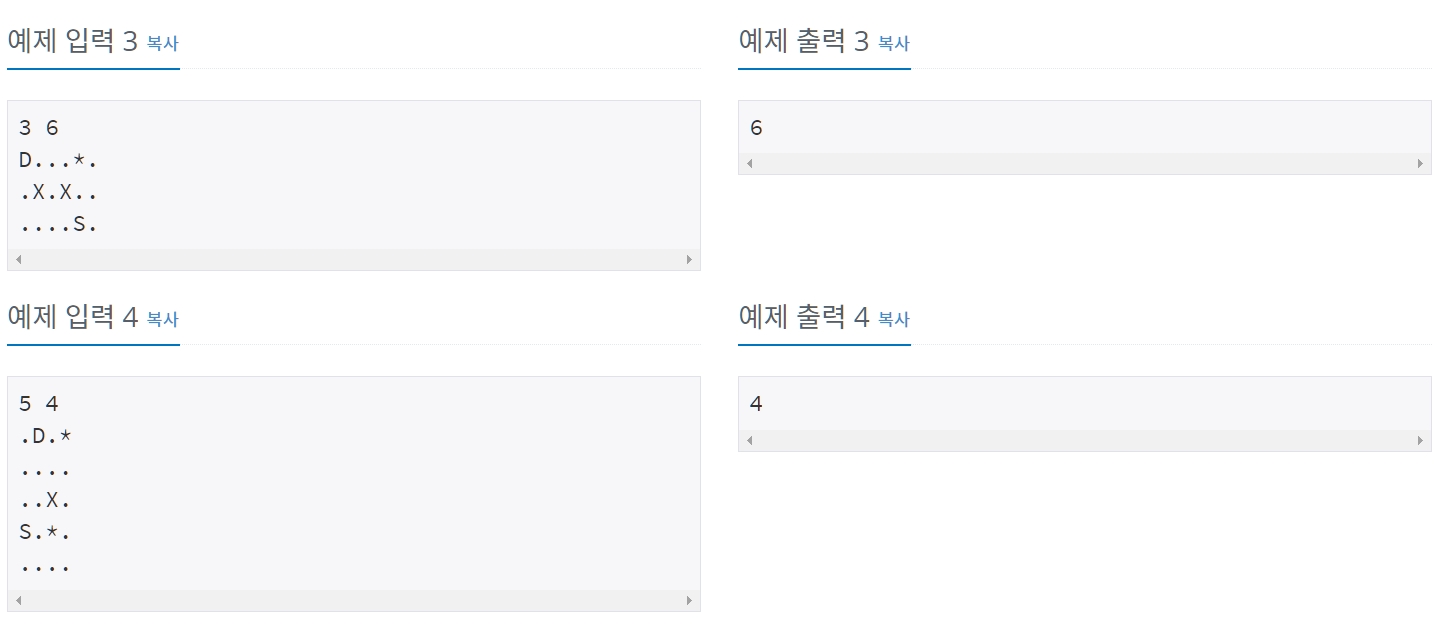 예제 입력 3 복사
3 6
D...*.
.X.X..
....S.
예제 출력 3 복사
6
예제 입력 4 복사
5 4
.D.*
....
..X.
S.*.
....
예제 출력 4 복사
4